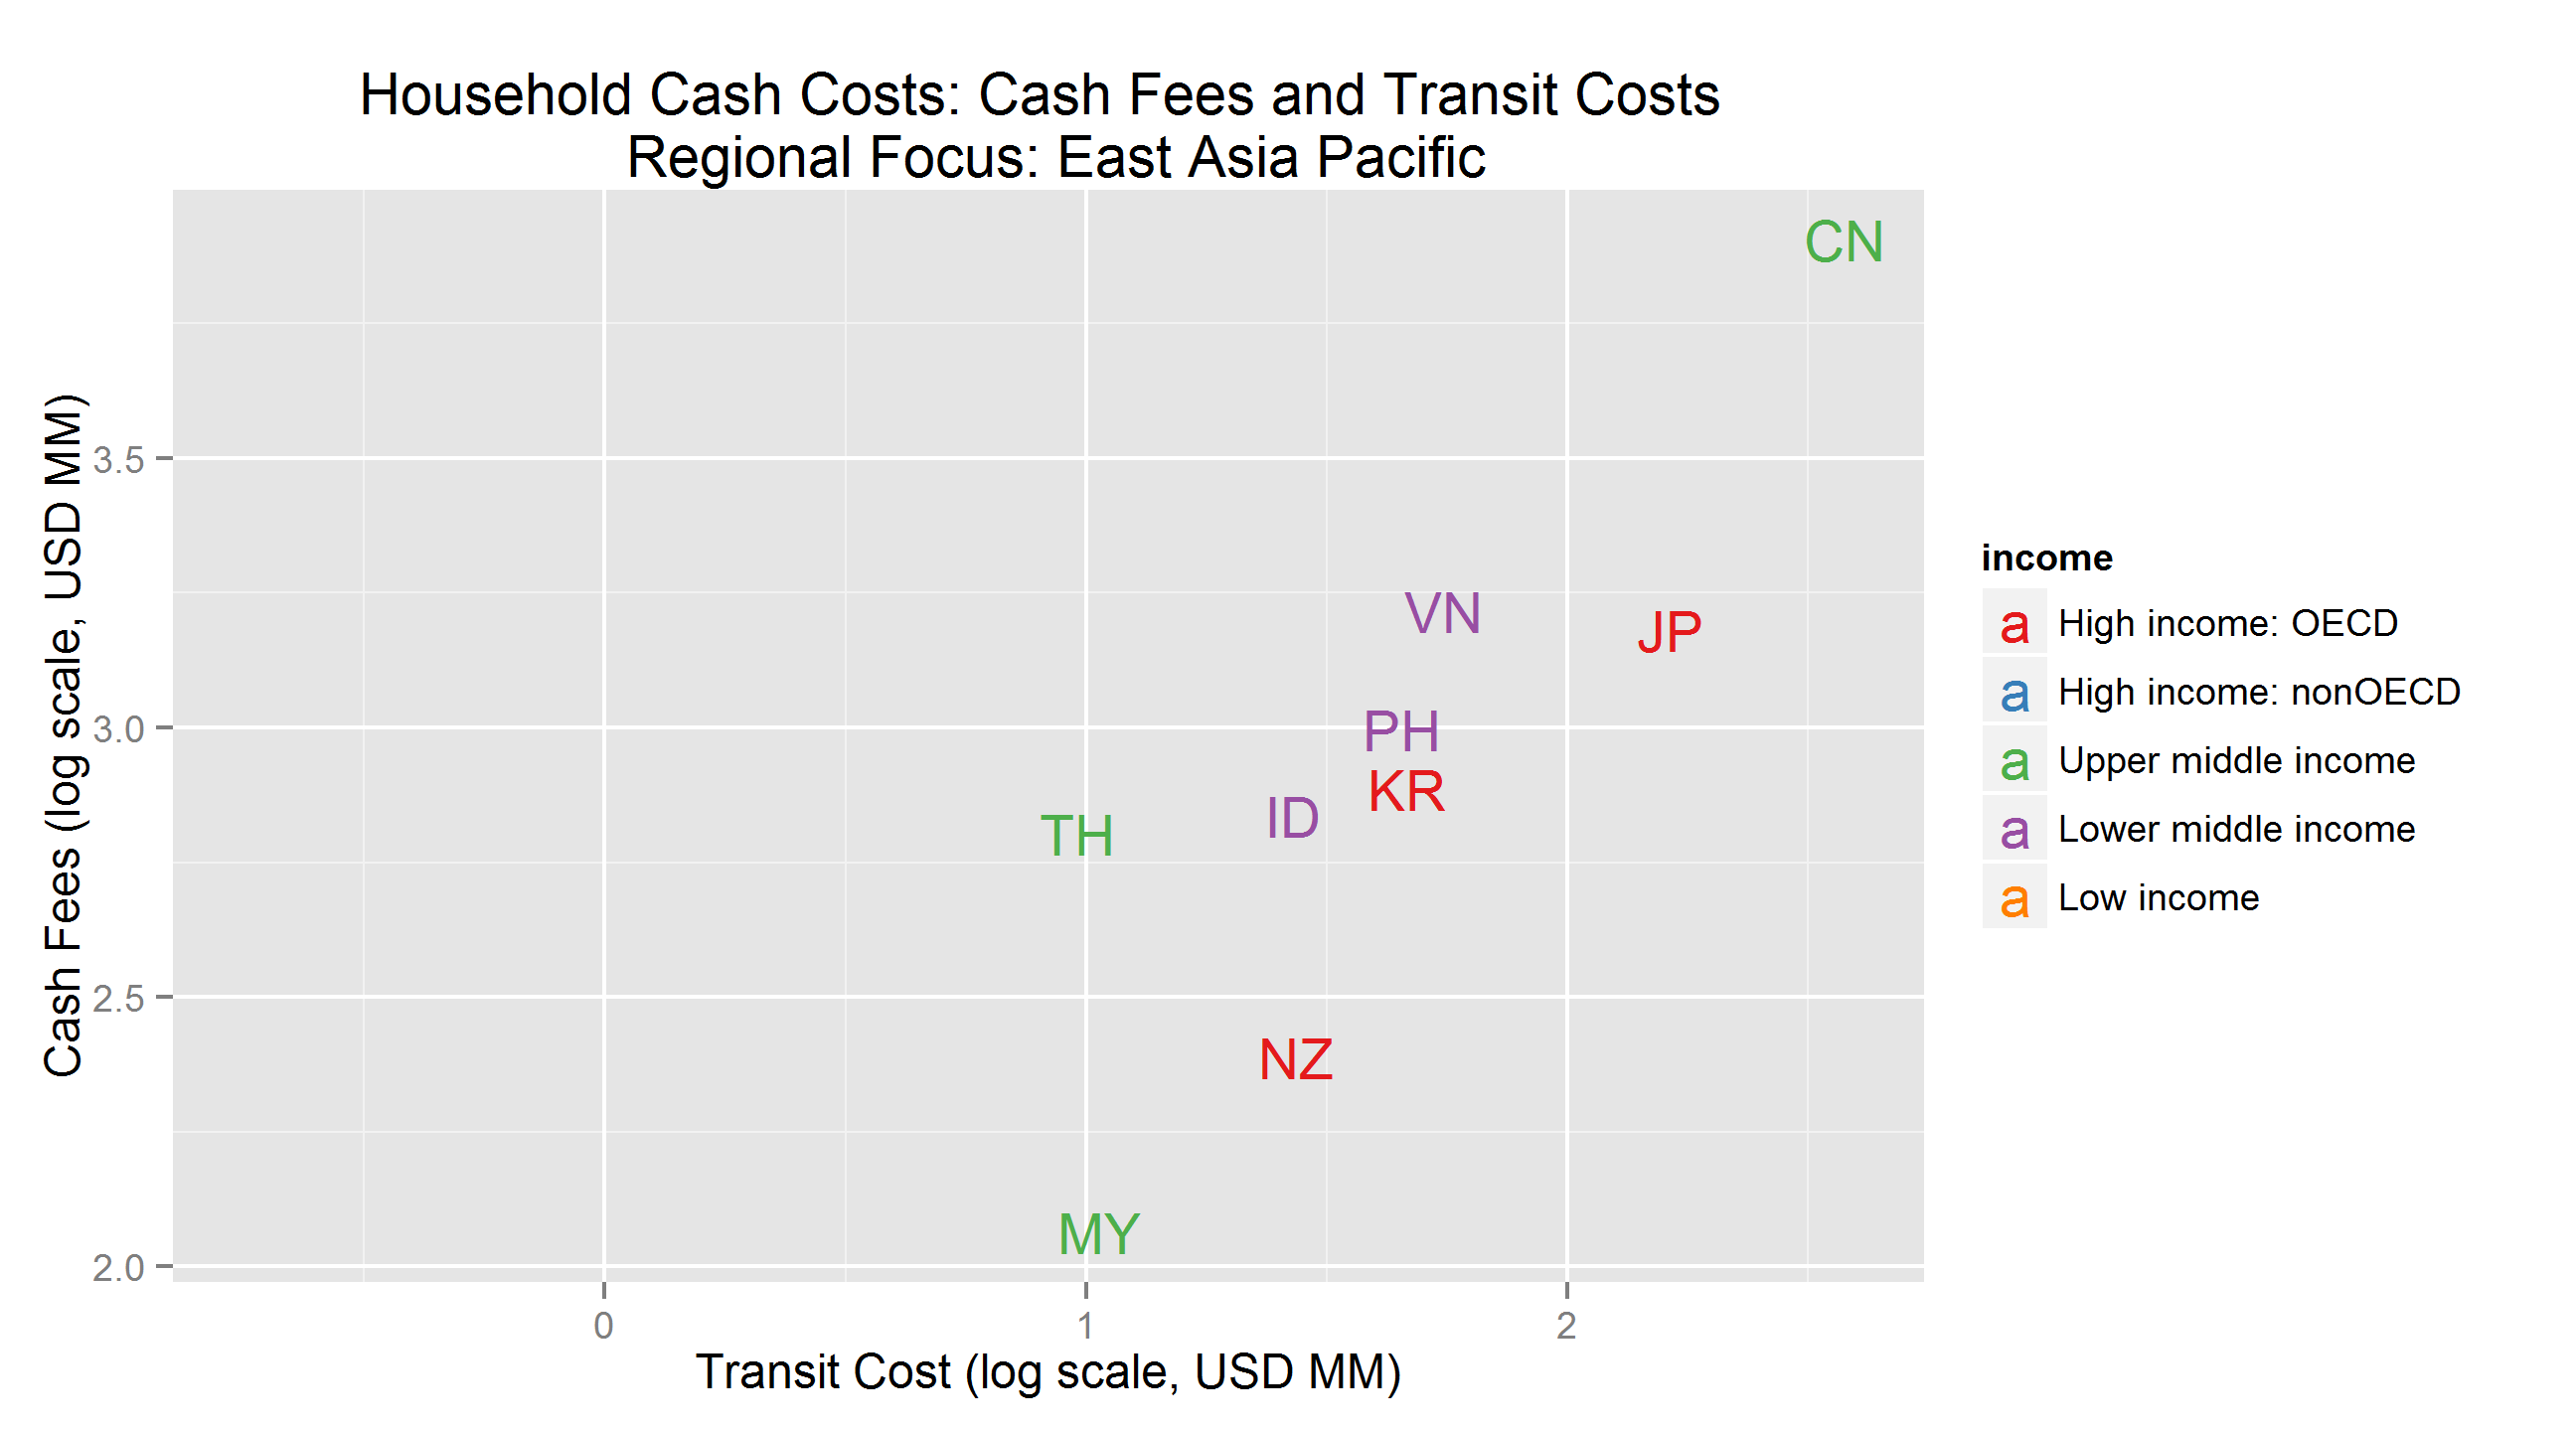 Household Cash Costs: Cash Fees and Transit Costs
Regional Focus: East Asia Pacific
Cash Fees (log scale, USD MM)
3.5
3.0
2.5
2.0
CN
VN
JP
PH
KR
ID
TH
NZ
MY
0
1
2
Transit Cost (log scale, USD MM)
income
a High income: OECD
a High income: nonOECD
a Upper middle income
a Lower middle income
a Low income